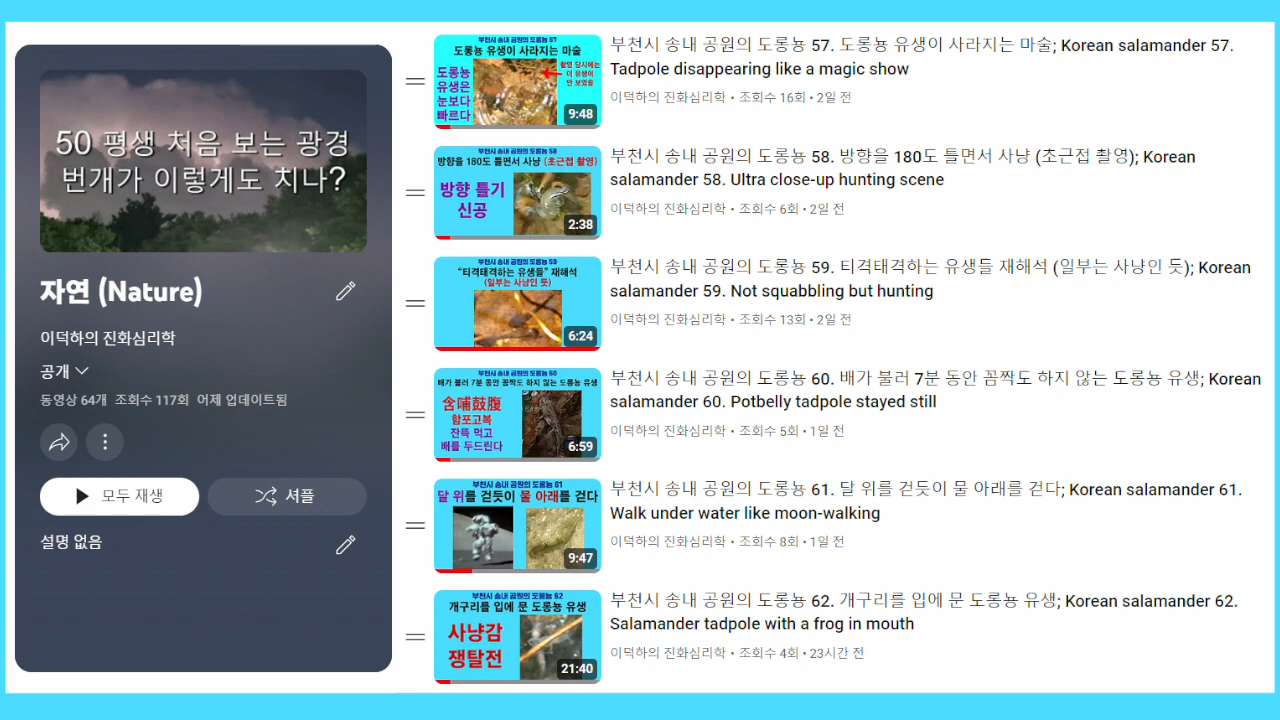 50 평생 처음 보는 광경
번개가 이렇게도 치나?
자연 (Nature)
이덕하의 진화심리학
공개
동영상 64개 조회수 117회 어제 업데이트됨
모두 재생
셔플
설명 없음
부천시 송내 공원의 도롱뇽 57
도롱뇽 유생이 사라지는 마술
도롱뇽
유생은
눈보다
빠르다
촬영 당시에는
이 유생이
안 보였음
9:48
부천시 송내 공원의 도롱뇽 57. 도롱뇽 유생이 사라지는 마술; Korean salamander 57.
Tadpole disappearing like a magic show
이덕하의 진화심리학 • 조회수 16회 • 2일 전
부천시 송내 공원의 도롱뇽 58
방향을 180도 틀면서 사냥 (초근접 촬영)
방향 틀기
신공
2:38
부천시 송내 공원의 도롱뇽 58. 방향을 180도 틀면서 사냥 (초근접 촬영); Korean
salamander 58. Ultra close-up hunting scene
이덕하의 진화심리학 • 조회수 6회 • 2일 전
부천시 송내 공원의 도롱뇽 59
“티격태격하는 유생들” 재해석
(일부는 사냥인 듯)
6:24
부천시 송내 공원의 도롱뇽 59. 티격태격하는 유생들 재해석 (일부는 사냥인 듯); Korean
salamander 59. Not squabbling but hunting
이덕하의 진화심리학 • 조회수 13회 • 2일 전
부천시 송내 공원의 도롱뇽 60
배가 불러 7분 동안 꼼짝도 하지 않는 도롱뇽 유생
含哺鼓腹
함포고복
잔뜩 먹고
배를 두드린다
6:59
부천시 송내 공원의 도롱뇽 60. 배가 불러 7분 동안 꼼짝도 하지 않는 도롱뇽 유생; Korean
salamander 60. Potbelly tadpole stayed still
이덕하의 진화심리학 • 조회수 5회 • 1일 전
부천시 송내 공원의 도롱뇽 61
달 위를 걷듯이 물 아래를 걷다
9:47
부천시 송내 공원의 도롱뇽 61. 달 위를 걷듯이 물 아래를 걷다; Korean salamander 61.
Walk under water like moon-walking
이덕하의 진화심리학 • 조회수 8회 • 1일 전
부천시 송내 공원의 도롱뇽 62
개구리를 입에 문 도롱뇽 유생
사냥감
쟁탈전
21:40
부천시 송내 공원의 도롱뇽 62. 개구리를 입에 문 도롱뇽 유생; Korean salamander 62.
Salamander tadpole with a frog in mouth
이덕하의 진화심리학 • 조회수 4회 • 23시간 전